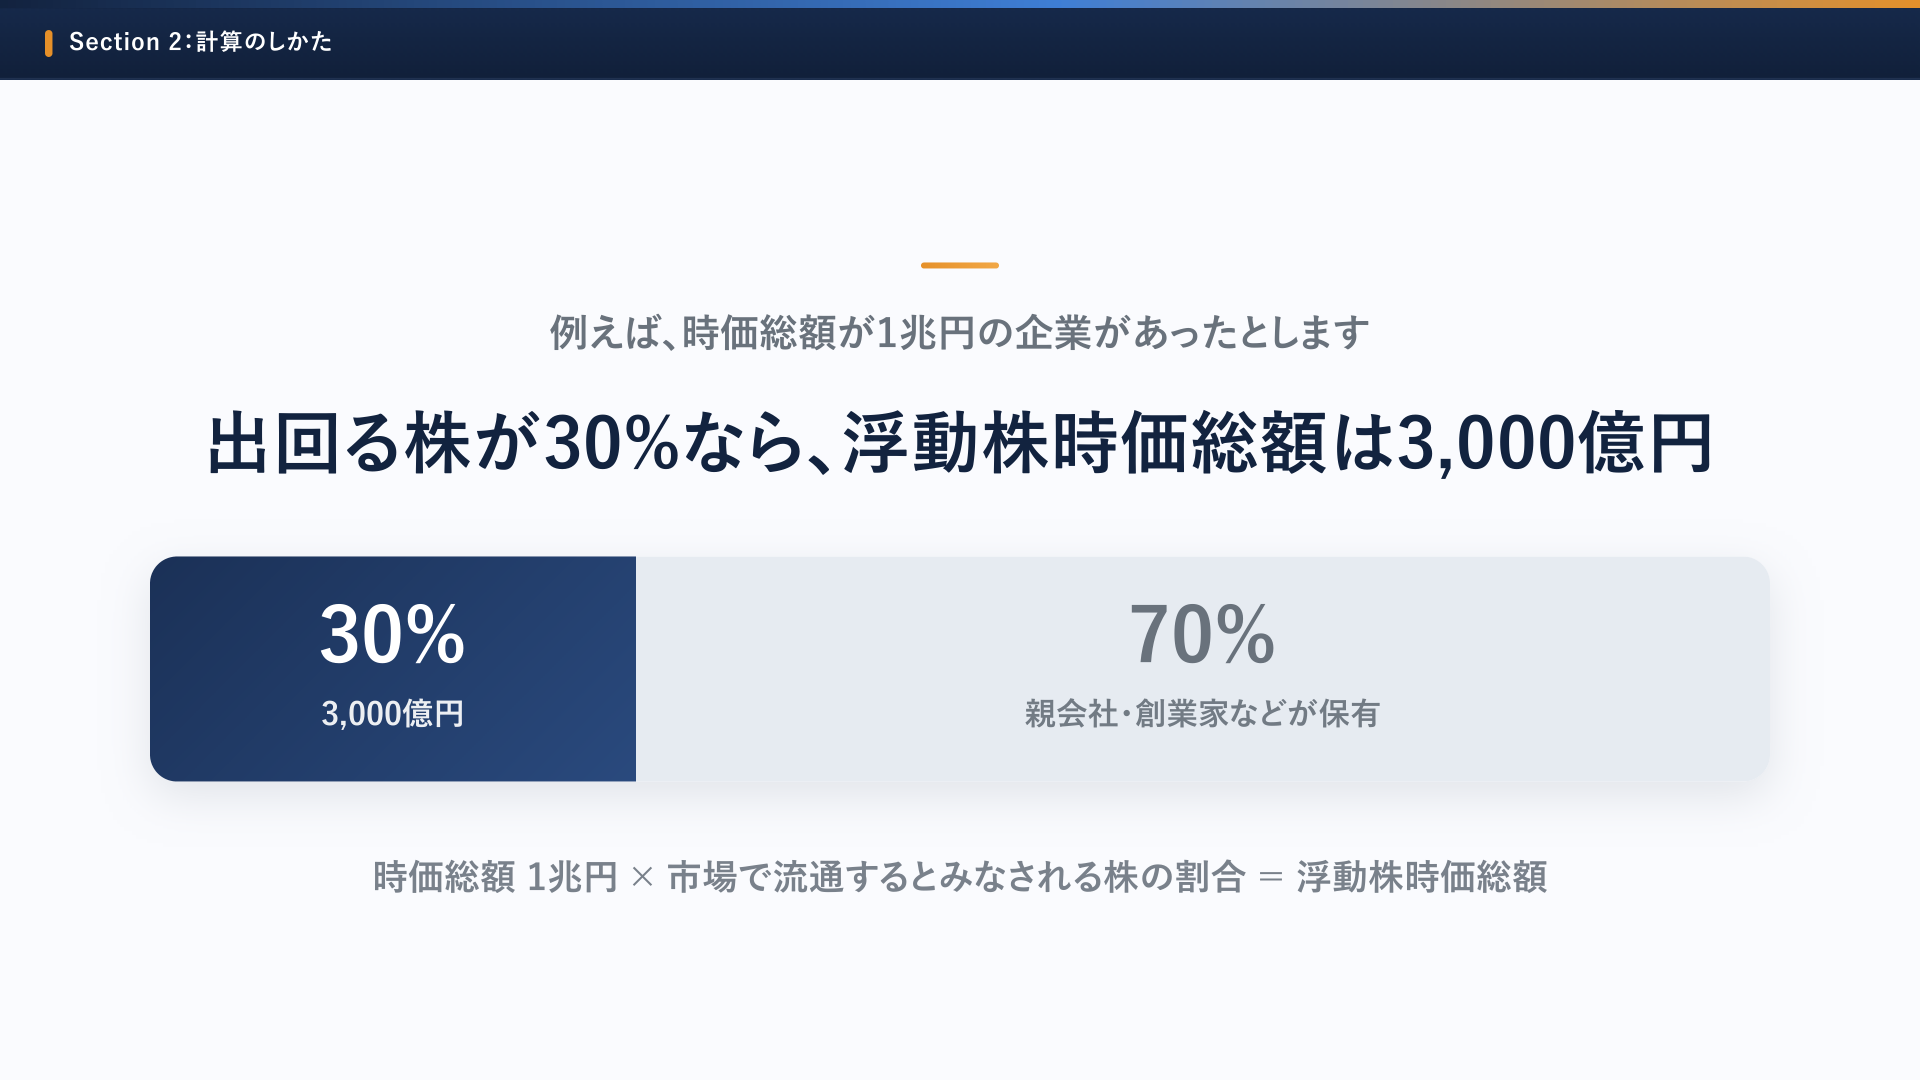 Section 2：計算のしかた
例えば、時価総額が1兆円の企業があったとします
出回る株が30%なら、浮動株時価総額は3,000億円
30%
3,000億円
70%
親会社・創業家などが保有
時価総額 1兆円 × 市場で流通するとみなされる株の割合 ＝ 浮動株時価総額